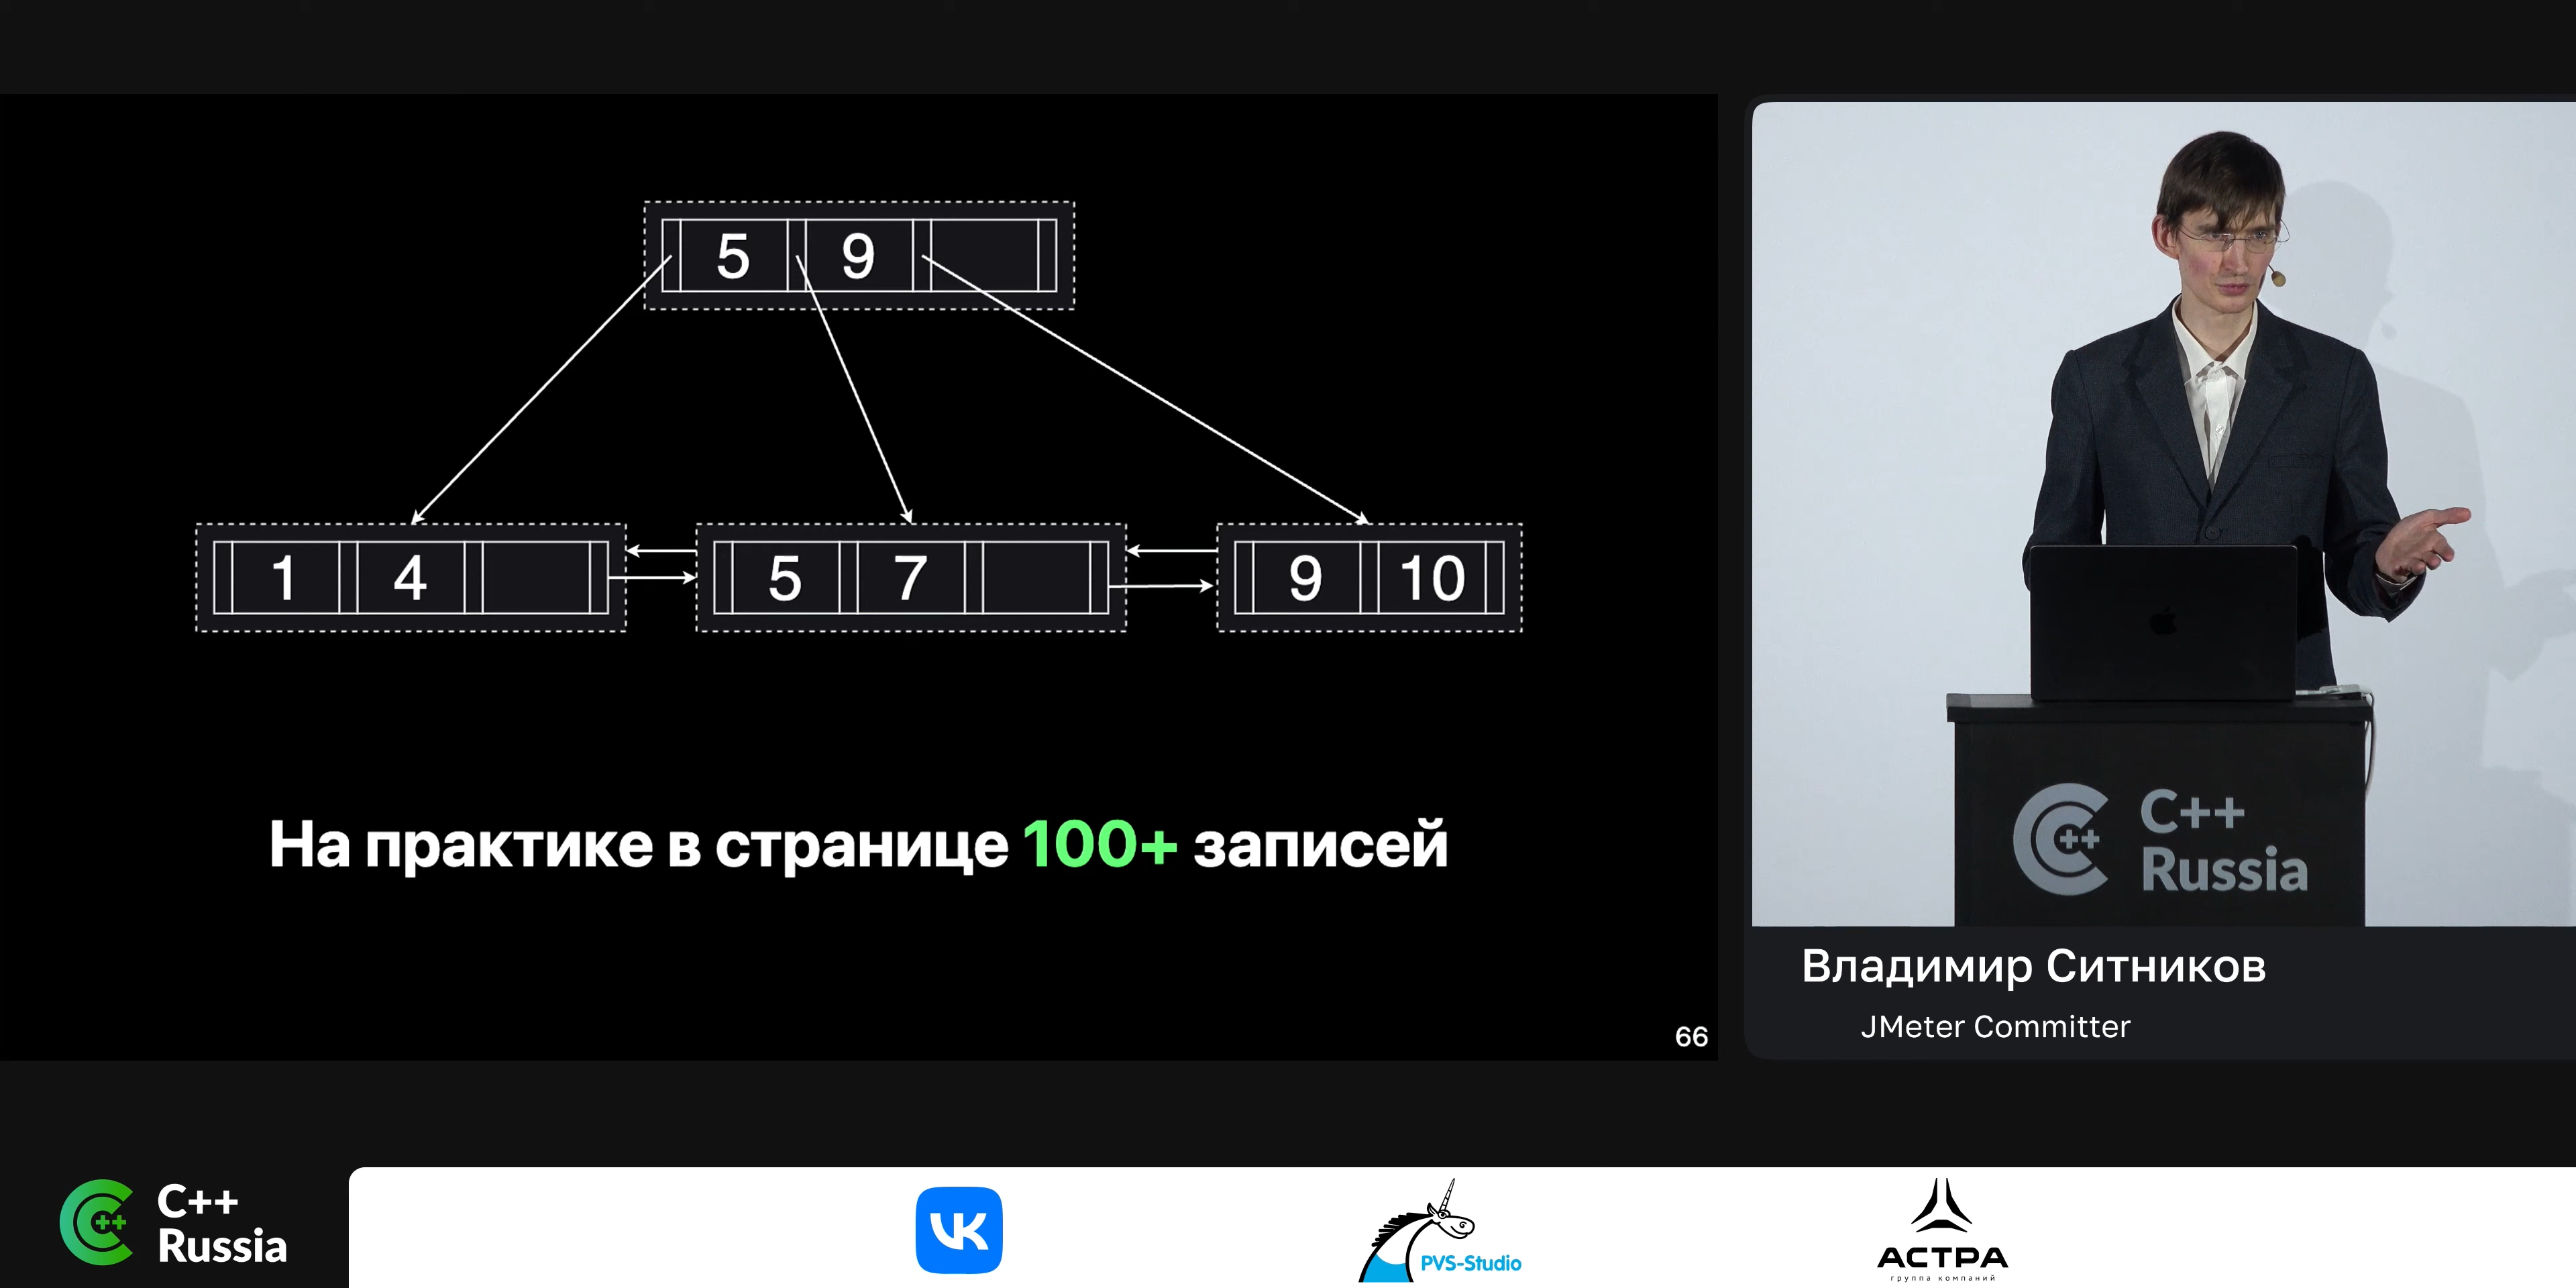 5 9
1 4
5 7
9 10
На практике в странице 100+ записей
66
C++
Russia
Владимир Ситников
JMeter Committer
C++
Russia
VK
PVS-Studio
АСТРА
группа компаний